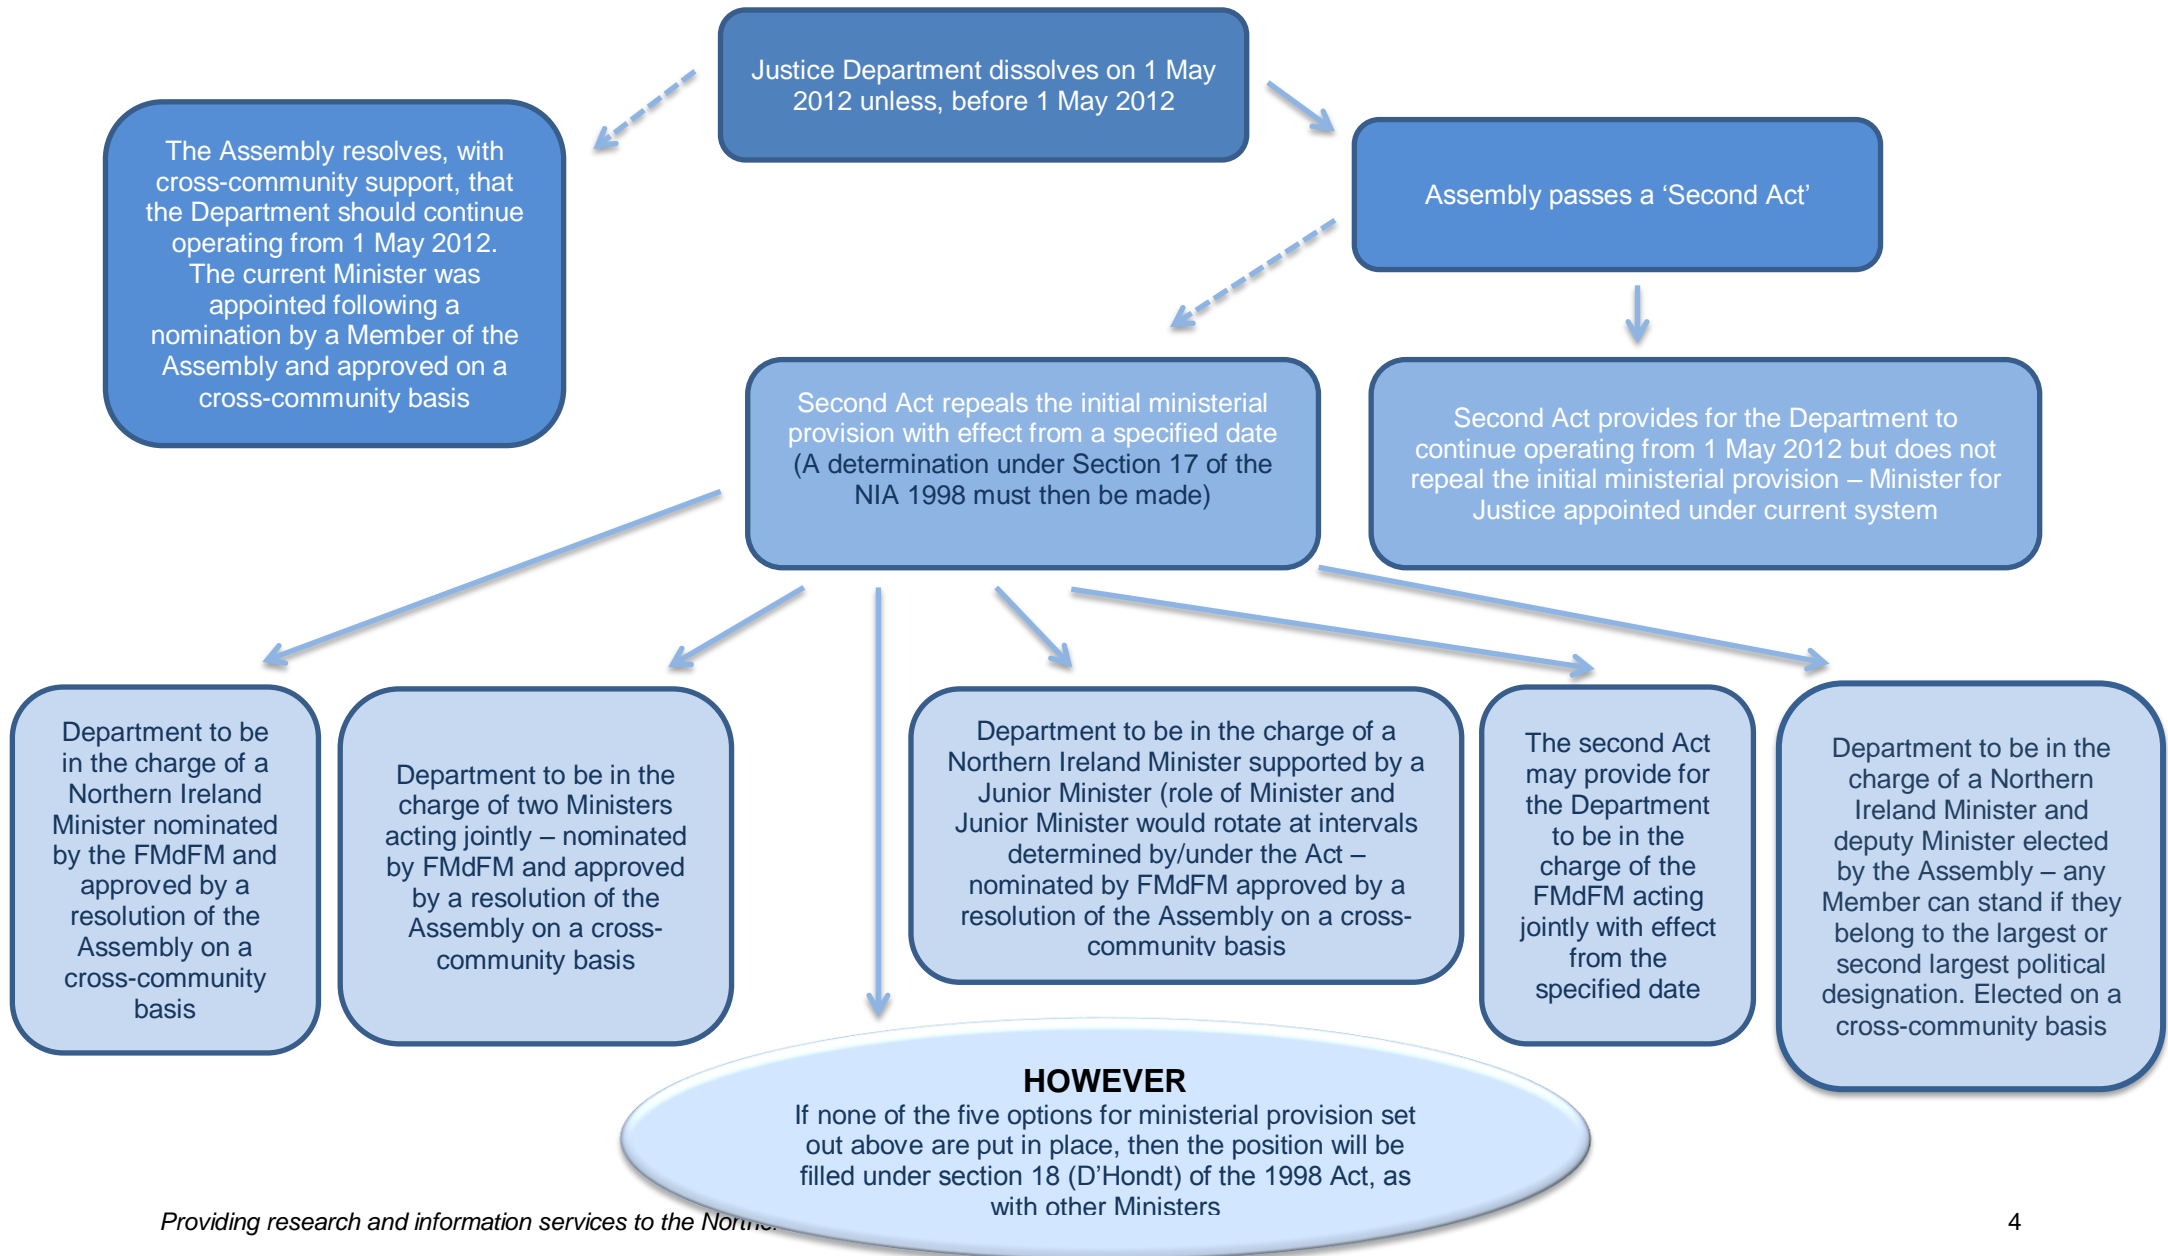 Justice Department dissolves on 1 May
2012 unless, before 1 May 2012
The Assembly resolves, with
cross-community support, that
the Department should continue
operating from 1 May 2012.
The current Minister was
appointed following a
nomination by a Member of the
Assembly and approved on a
cross-community basis
Assembly passes a ‘Second Act’
Second Act repeals the initial ministerial
provision with effect from a specified date
(A determination under Section 17 of the
NIA 1998 must then be made)
Second Act provides for the Department to
continue operating from 1 May 2012 but does not
repeal the initial ministerial provision – Minister for
Justice appointed under current system
Department to be
in the charge of a
Northern Ireland
Minister nominated
by the FMdFM and
approved by a
resolution of the
Assembly on a
cross-community
basis
Department to be in the
charge of two Ministers
acting jointly – nominated
by FMdFM and approved
by a resolution of the
Assembly on a cross-
community basis
Department to be in the charge of a
Northern Ireland Minister supported by a
Junior Minister (role of Minister and
Junior Minister would rotate at intervals
determined by/under the Act –
nominated by FMdFM approved by a
resolution of the Assembly on a cross-
community basis
The second Act
may provide for
the Department
to be in the
charge of the
FMdFM acting
jointly with effect
from the
specified date
Department to be in the
charge of a Northern
Ireland Minister and
deputy Minister elected
by the Assembly – any
Member can stand if they
belong to the largest or
second largest political
designation. Elected on a
cross-community basis
HOWEVER
If none of the five options for ministerial provision set
out above are put in place, then the position will be
filled under section 18 (D’Hondt) of the 1998 Act, as
with other Ministers
Providing research and information services to the
4